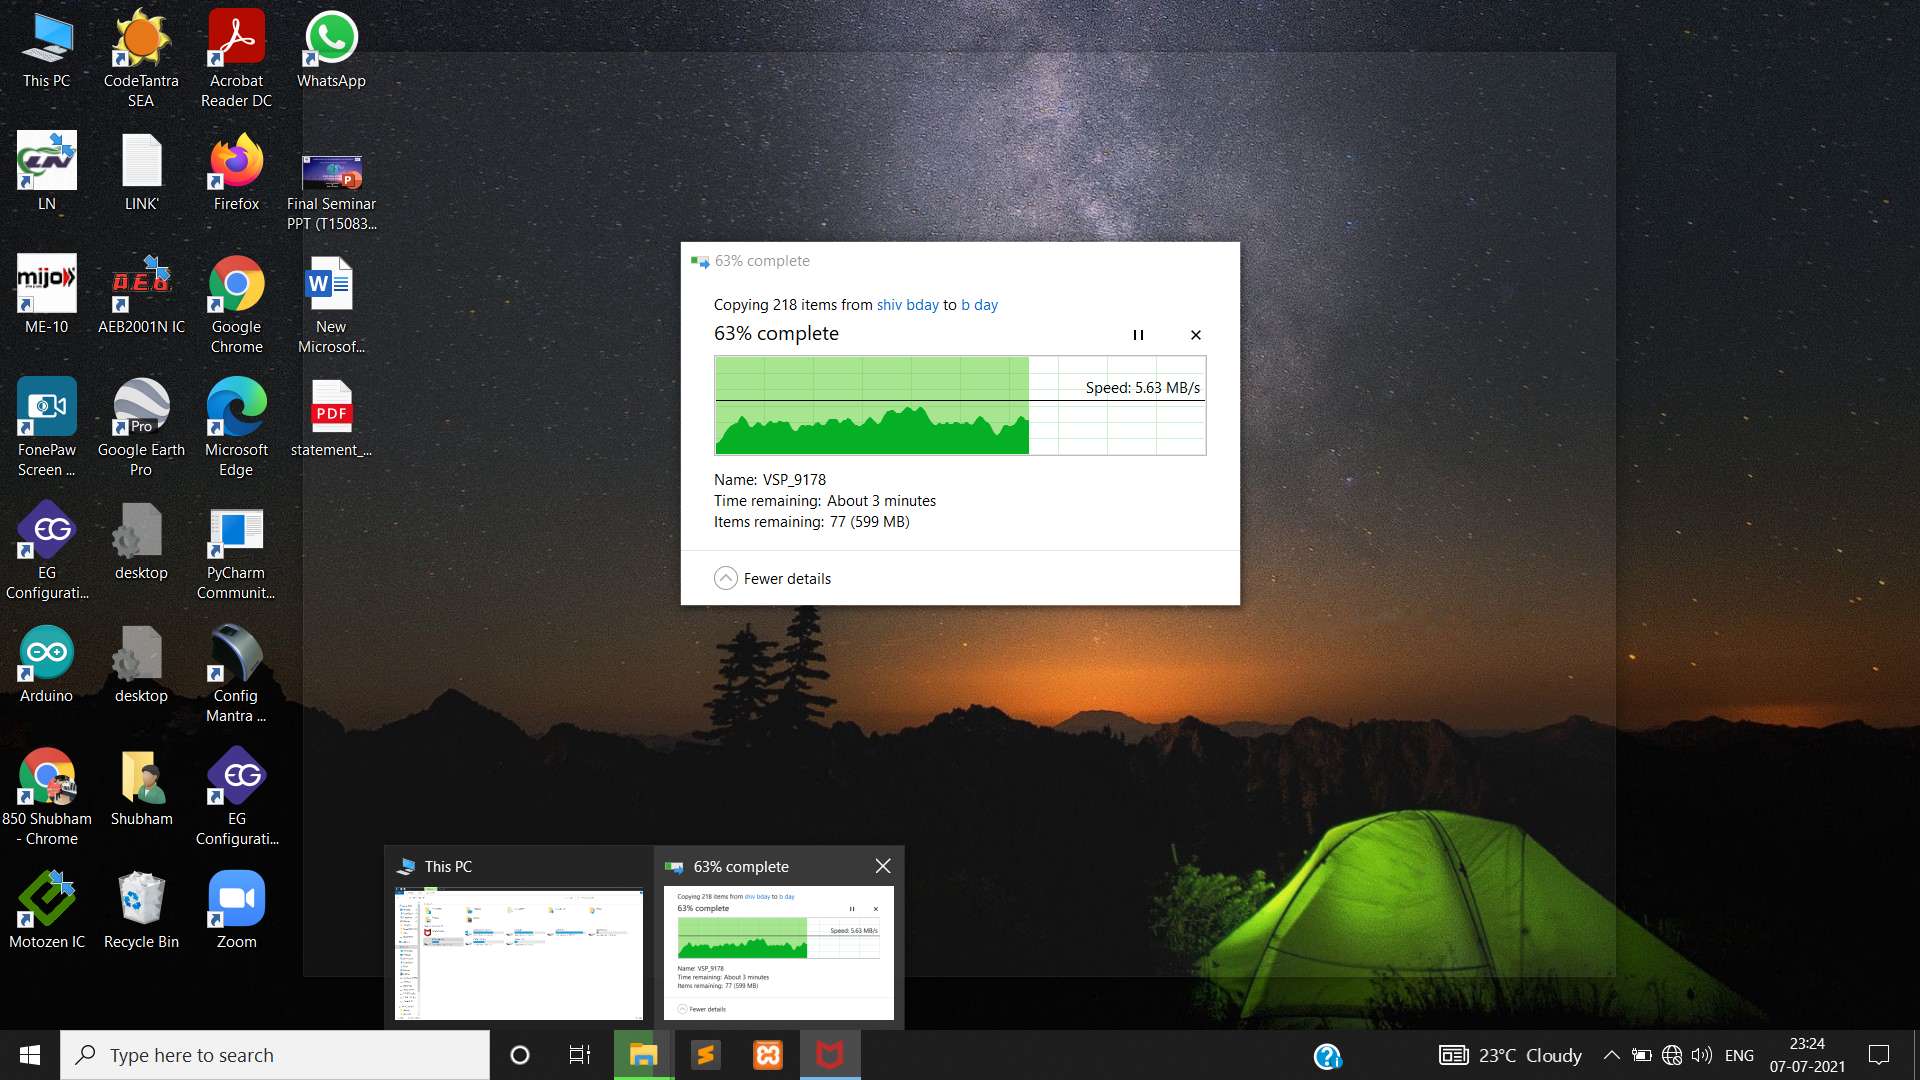 This PC
CodeTantra
SEA
Acrobat
Reader DC
WhatsApp
LN
LN
LINK'
Firefox
P
Final Seminar
PPT (T15083...
mijo
ME-10
AEB
AEB2001N IC
Google
Chrome
W
New
Microsof...
FonePaw
Screen ...
Pro
Google Earth
Pro
Microsoft
Edge
PDF
statement_...
EG
EG
Configurati...
desktop
PyCharm
Communit...
Arduino
desktop
Config
Mantra ...
850 Shubham
- Chrome
Shubham
EG
EG
Configurati...
Motozen IC
Recycle Bin
Zoom
63% complete
Copying 218 items from shiv bday to b day
63% complete
Speed: 5.63 MB/s
Name: VSP_9178
Time remaining: About 3 minutes
Items remaining: 77 (599 MB)
Fewer details
This PC
63% complete
Copying 218 items from shiv bday to b day
63% complete
Speed: 5.63 MB/s
Name: VSP_9178
Time remaining: About 3 minutes
Items remaining: 77 (599 MB)
Fewer details
Type here to search
23°C Cloudy
ENG
23:24
07-07-2021